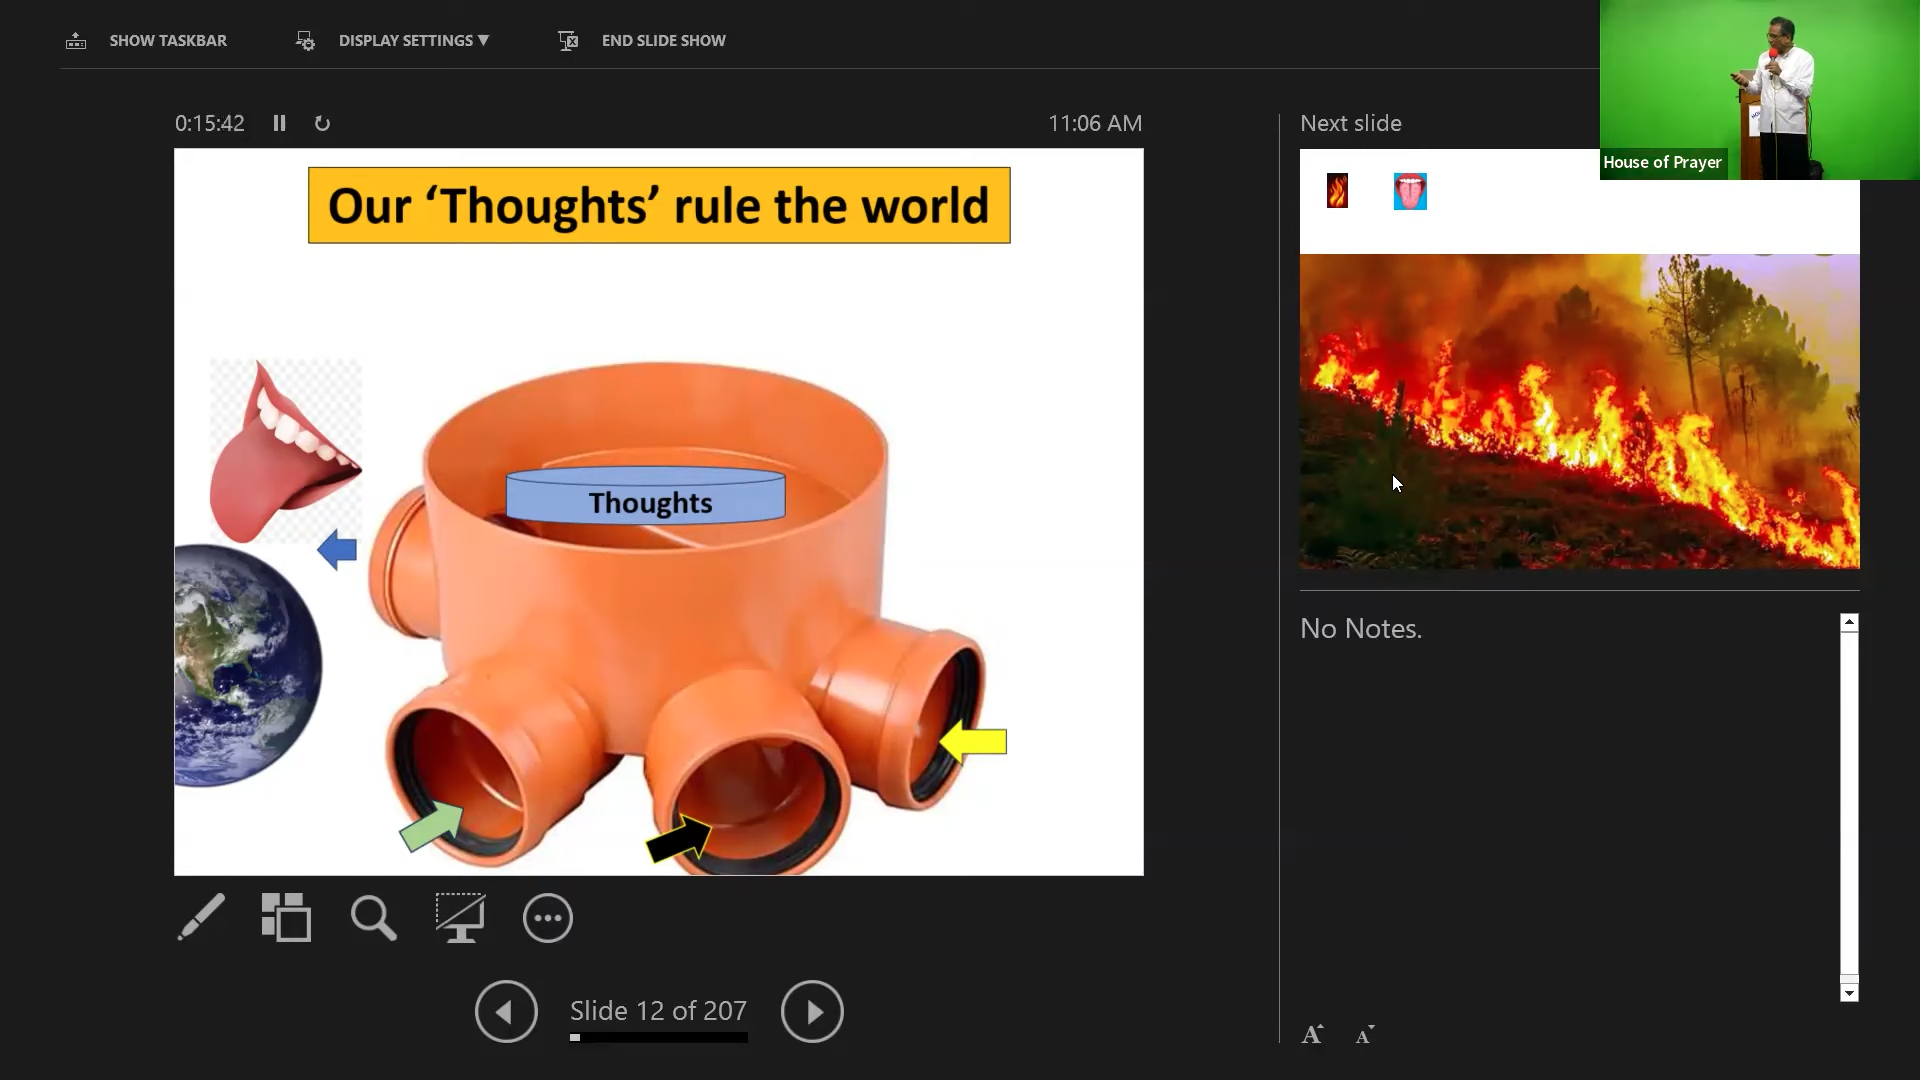 SHOW TASKBAR
DISPLAY SETTINGS ▼
END SLIDE SHOW
0:15:42
11:06 AM
Next slide
House of Prayer
Our ‘Thoughts’ rule the world
Thoughts
No Notes.
Slide 12 of 207
A A